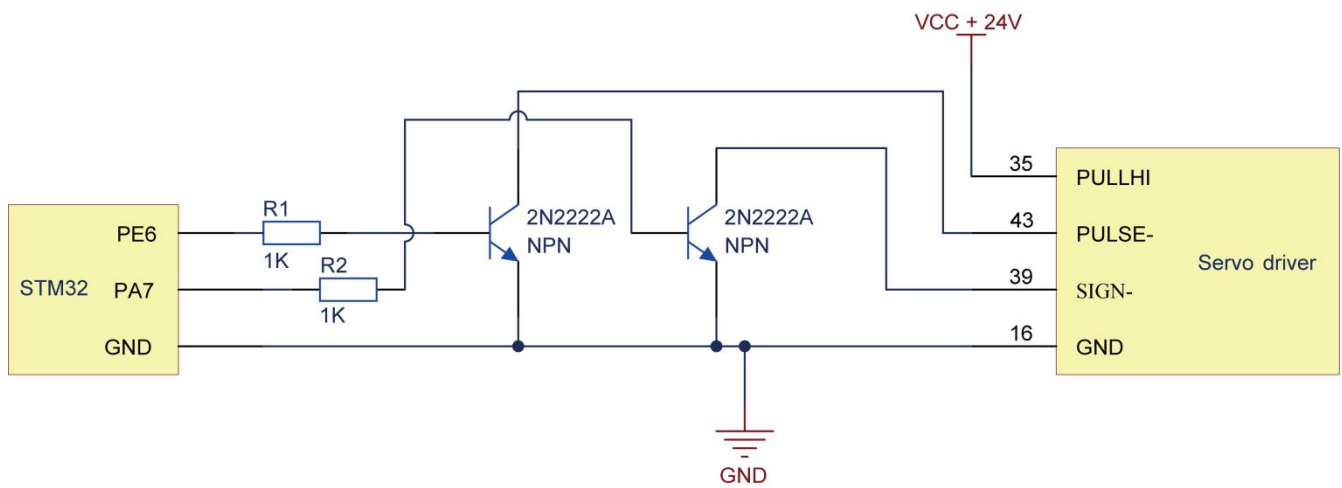 VCC + 24V
35
PULLHI
R1
2N2222A
2N2222A
PE6
NPN
NPN
43
PULSE-
1K
R2
Servo driver
STM32
PA7
39
SIGN-
1K
GND
16
GND
GND